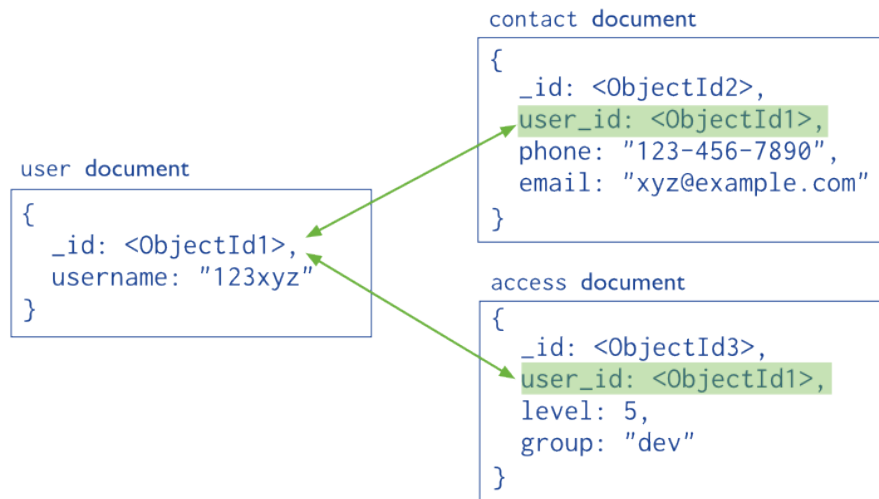 contact document
{
_id: <ObjectId2>,
user_id: <ObjectId1>,
phone: "123-456-7890",
email: "xyz@example.com"
}
user document
{
_id: <ObjectId1>,
username: "123xyz"
}
access document
{
_id: <ObjectId3>,
user_id: <ObjectId1>,
level: 5,
group: "dev"
}